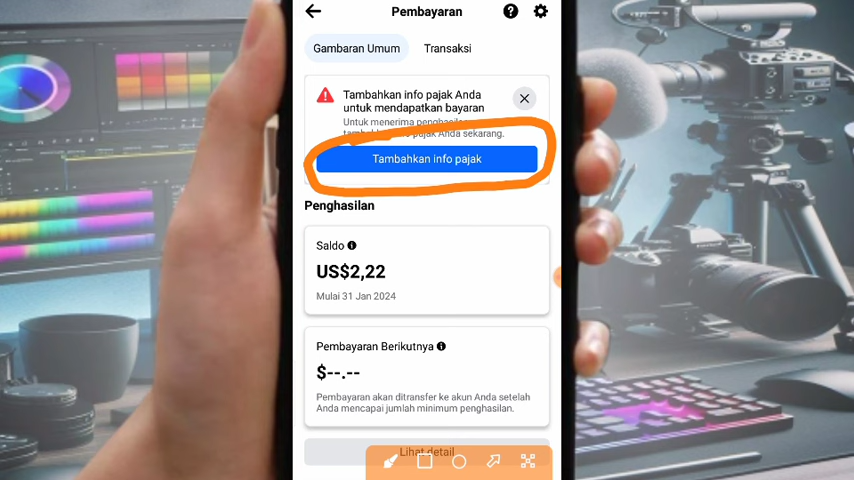 Pembayaran
Gambaran Umum
Transaksi
Tambahkan info pajak Anda
untuk mendapatkan bayaran
Untuk menerima
pajak Anda sekarang.
Tambahkan info pajak
Penghasilan
Saldo
US$2,22
Mulai 31 Jan 2024
Pembayaran Berikutnya
$--.--
Pembayaran akan ditransfer ke akun Anda setelah
Anda mencapai jumlah minimum penghasilan.
Lihat detail